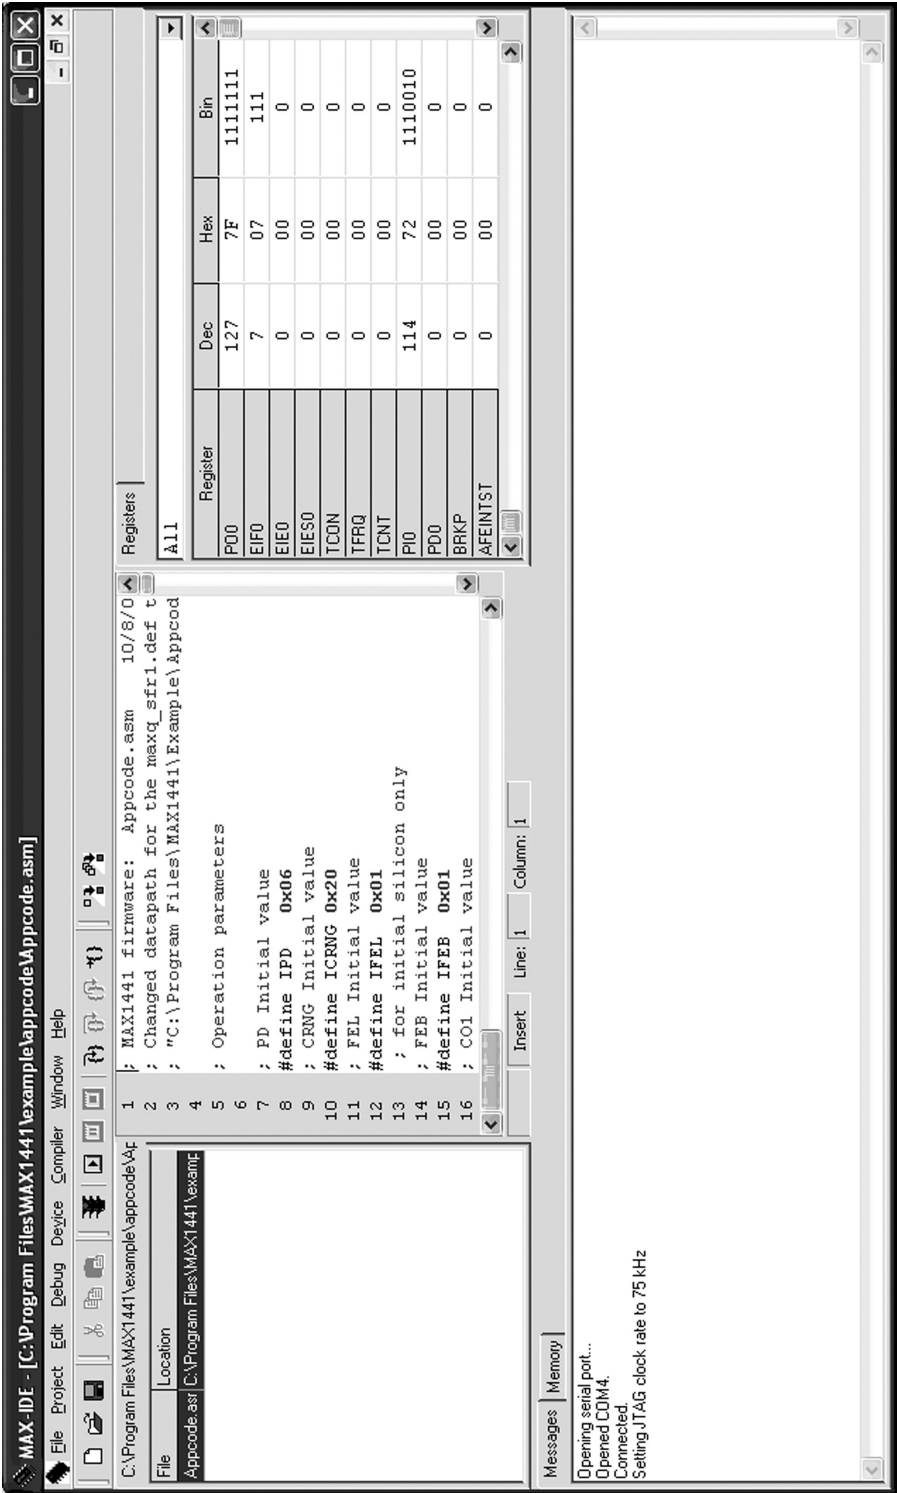 MAX-IDE - [C:\Program Files\MAX1441\example\appcode\Appcode.asm]
File Project Edit Debug Device Compiler Window Help
C:\Program Files\MAX1441\example\appcode\Ap
File Location
Appcode.asr C:\Program Files\MAX1441\examp
1 ; MAX1441 firmware: Appcode.asm 10/8/0
2 ; Changed datapath for the maxq_sfr1.def t
3 ; "C:\Program Files\MAX1441\Example\Appcod
4
5 ; Operation parameters
6
7 ; PD Initial value
8 #define IPD 0x06
9 ; CRNG Initial value
10 #define ICRNG 0x20
11 ; FEL Initial value
12 #define IFEL 0x01
13 ; for initial silicon only
14 ; FEB Initial value
15 #define IFEB 0x01
16 ; CO1 Initial value
Insert Line: 1 Column: 1
Registers
All
Register Dec Hex Bin
PO0 127 7F 1111111
EIF0 7 07 111
EIE0 0 00 0
EIES0 0 00 0
TCON 0 00 0
TFRQ 0 00 0
TCNT 0 00 0
PI0 114 72 1110010
PD0 0 00 0
BRKP 0 00 0
AFEINTST 0 00 0
Messages Memory
Opening serial port...
Opened COM4.
Connected.
Setting JTAG clock rate to 75 kHz